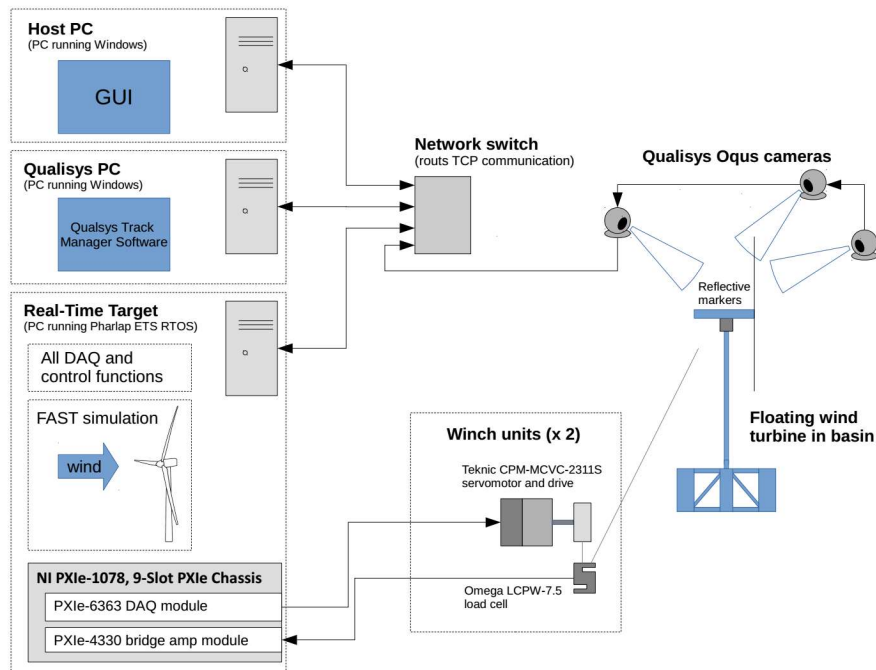 Host PC
(PC running Windows)
GUI
Qualisys PC
(PC running Windows)
Qualsys Track
Manager Software
Real-Time Target
(PC running Pharlap ETS RTOS)
All DAQ and
control functions
FAST simulation
wind
NI PXIe-1078, 9-Slot PXIe Chassis
PXIe-6363 DAQ module
PXIe-4330 bridge amp module
Network switch
(routs TCP communication)
Qualisys Oqus cameras
Reflective
markers
Floating wind
turbine in basin
Winch units (x 2)
Teknic CPM-MCVC-2311S
servomotor and drive
Omega LCPW-7.5
load cell